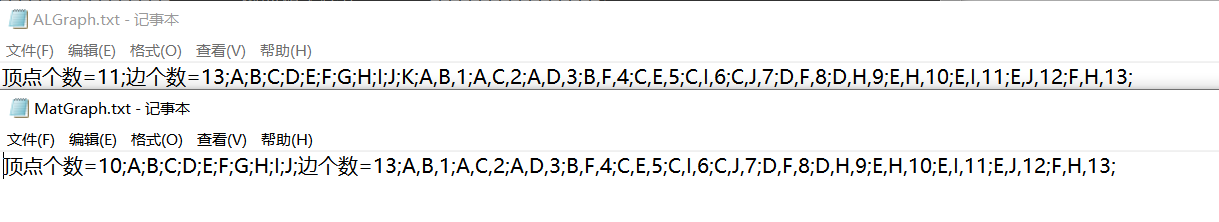 ALGraph.txt - 记事本
文件(F) 编辑(E) 格式(O) 查看(V) 帮助(H)
顶点个数=11;边个数=13;A;B;C;D;E;F;G;H;I;J;K;A,B,1;A,C,2;A,D,3;B,F,4;C,E,5;C,I,6;C,J,7;D,F,8;D,H,9;E,H,10;E,I,11;E,J,12;F,H,13;
MatGraph.txt - 记事本
文件(F) 编辑(E) 格式(O) 查看(V) 帮助(H)
顶点个数=10;A;B;C;D;E;F;G;H;I;J;边个数=13;A,B,1;A,C,2;A,D,3;B,F,4;C,E,5;C,I,6;C,J,7;D,F,8;D,H,9;E,H,10;E,I,11;E,J,12;F,H,13;